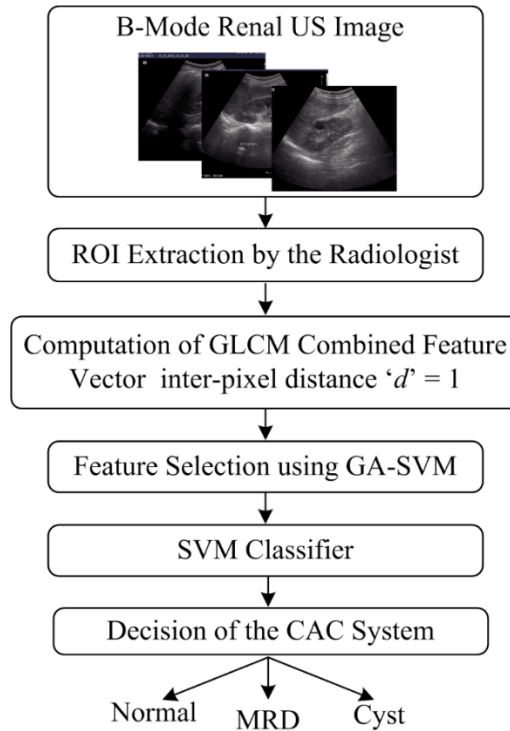 B-Mode Renal US Image
ROI Extraction by the Radiologist
Computation of GLCM Combined Feature
Vector inter-pixel distance ‘d’ = 1
Feature Selection using GA-SVM
SVM Classifier
Decision of the CAC System
Normal
MRD
Cyst